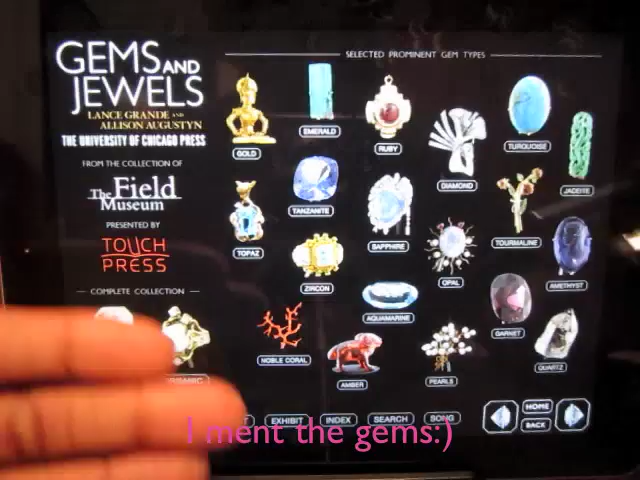 GEMS AND
JEWELS
LANCE GRANDE AND
ALLISON AUGUSTYN
THE UNIVERSITY OF CHICAGO PRESS
FROM THE COLLECTION OF
The Field
Museum
PRESENTED BY
TOUCH
PRESS
COMPLETE COLLECTION
SELECTED PROMINENT GEM TYPES
GOLD
EMERALD
RUBY
DIAMOND
TURQUOISE
JADEITE
TOPAZ
TANZANITE
SAPPHIRE
OPAL
TOURMALINE
AMETHYST
ZIRCON
AQUAMARINE
GARNET
NOBLE CORAL
AMBER
PEARLS
QUARTZ
EXHIBIT
INDEX
SEARCH
SONG
HOME
BACK
I ment the gems:)